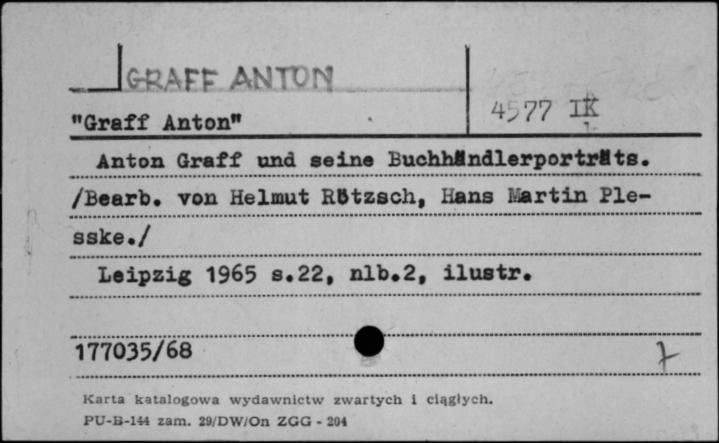 GRAFF ANTON
4577 IK
"Graff Anton"
Anton Graff und seine Buchhändlerporträts.
/Bearb. von Helmut Rötzsch, Hans Martin Ple-
sske./
Leipzig 1965 s.22, nlb.2, ilustr.
177035/68
Karta katalogowa wydawnictw zwartych i ciągłych.
PU-B-144 zam. 29/DW/On ZGG - 204